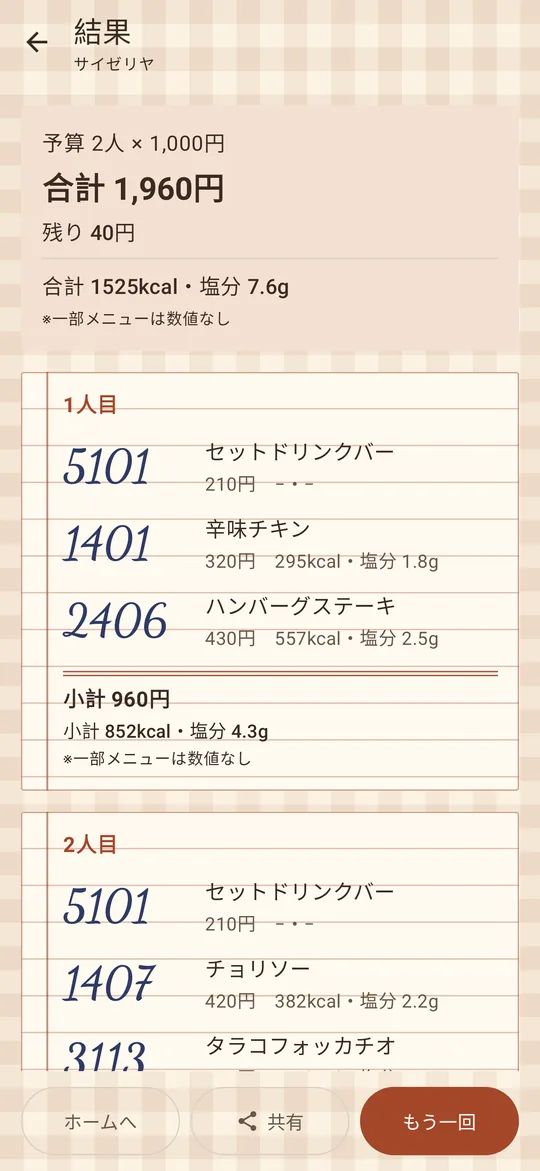 結果
サイゼリヤ
予算 2人 × 1,000円
合計 1,960円
残り 40円
合計 1525kcal・塩分 7.6g
※一部メニューは数値なし
1人目
5101 セットドリンクバー
210円 －・－
1401 辛味チキン
320円 295kcal・塩分 1.8g
2406 ハンバーグステーキ
430円 557kcal・塩分 2.5g
小計 960円
小計 852kcal・塩分 4.3g
※一部メニューは数値なし
2人目
5101 セットドリンクバー
210円 －・－
1407 チョリソー
420円 382kcal・塩分 2.2g
3113 タラコフォッカチオ
ホームへ 共有 もう一回